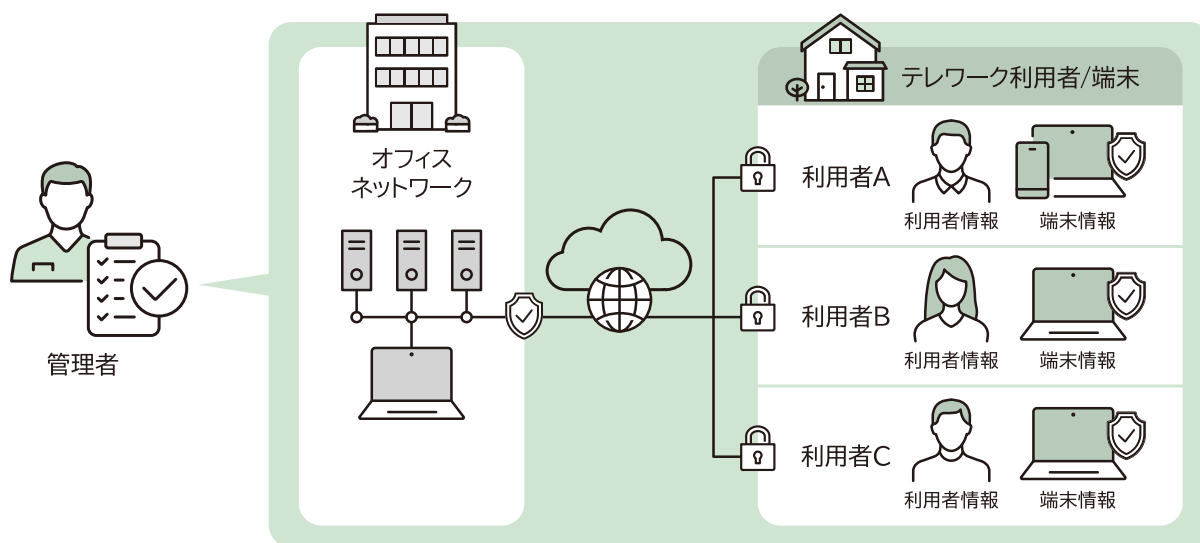 管理者
オフィス
ネットワーク
テレワーク利用者/端末
利用者A
利用者情報
端末情報
利用者B
利用者情報
端末情報
利用者C
利用者情報
端末情報